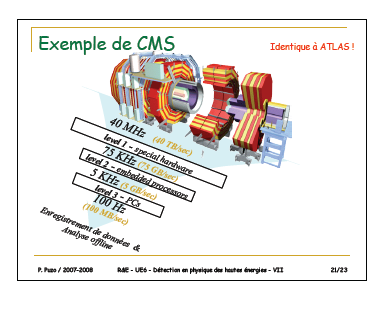 Exemple de CMS
Identique à ATLAS !
40 MHz (40 TB/sec)
level 1 - special hardware
75 KHz (75 GB/sec)
level 2 - embedded processors
5 KHz (5 GB/sec)
level 3 - PCs
100 Hz
(100 MB/sec)
Enregistrement de données &
Analyse offline
P. Puzo / 2007-2008
R&E - UE6 - Détection en physique des hautes énergies - VII
21/23